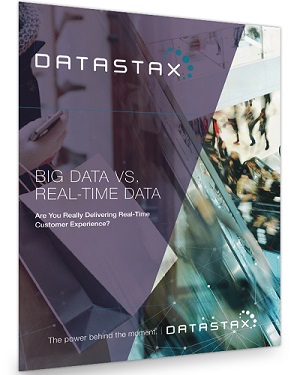 DATASTAX
BIG DATA VS.
REAL-TIME DATA
Are You Really Delivering Real-Time
Customer Experience?
The power behind the moment. | DATASTAX